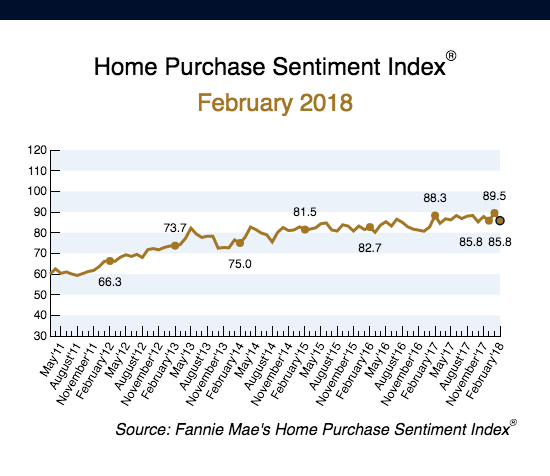 Home Purchase Sentiment Index®
February 2018
120
110
100
90
80
70
60
50
40
30
66.3
73.7
75.0
81.5
82.7
88.3
85.8
89.5
85.8
May'11
August'11
November'11
February'12
May'12
August'12
November'12
February'13
May'13
August'13
November'13
February'14
May'14
August'14
November'14
February'15
May'15
August'15
November'15
February'16
May'16
August'16
November'16
February'17
May'17
August'17
November'17
February'18
Source: Fannie Mae's Home Purchase Sentiment Index®